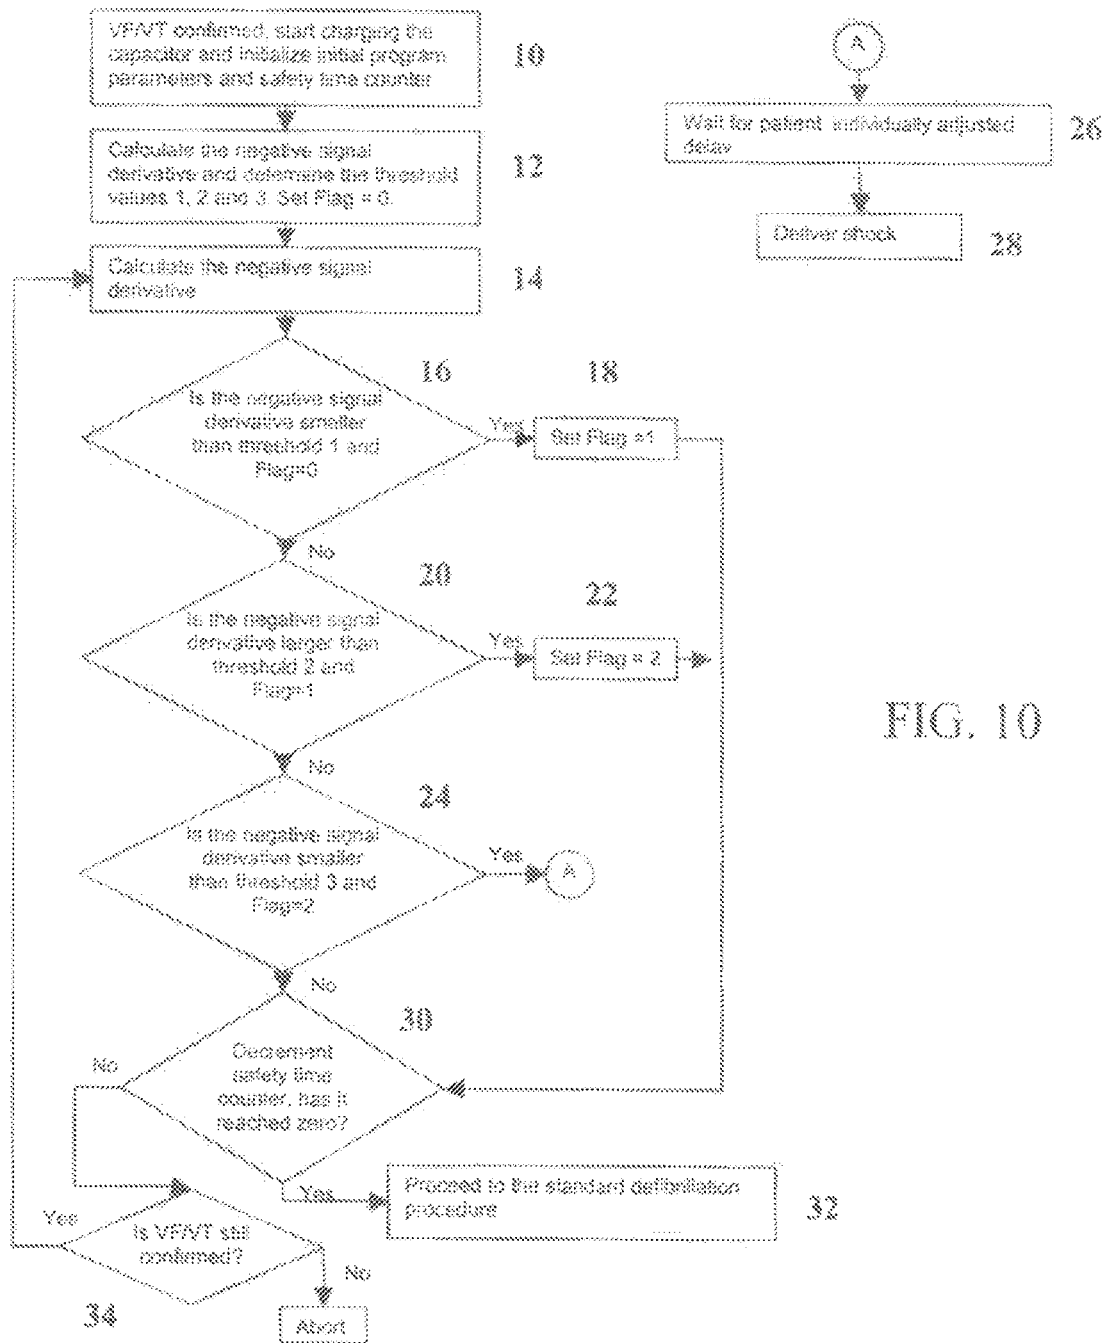 VF/VT confirmed, start charging the
capacitor and initialize initial program
parameters and safety time counter
10
Calculate the negative signal
derivative and determine the threshold
values 1, 2 and 3. Set Flag = 0.
12
Calculate the negative signal
derivative
14
Is the negative signal
derivative smaller
than threshold 1 and
Flag=0
16
Yes
18
Set Flag =1
No
Is the negative signal
derivative larger than
threshold 2 and
Flag=1
20
Yes
22
Set Flag = 2
No
Is the negative signal
derivative smaller
than threshold 3 and
Flag=2
24
Yes
A
No
Decrement
safety time
counter, has it
reached zero?
30
No
Yes
Proceed to the standard defibrillation
procedure
32
Is VF/VT still
confirmed?
Yes
34
No
Abort
A
Wait for patient individually adjusted
delay
26
Deliver shock
28
FIG. 10